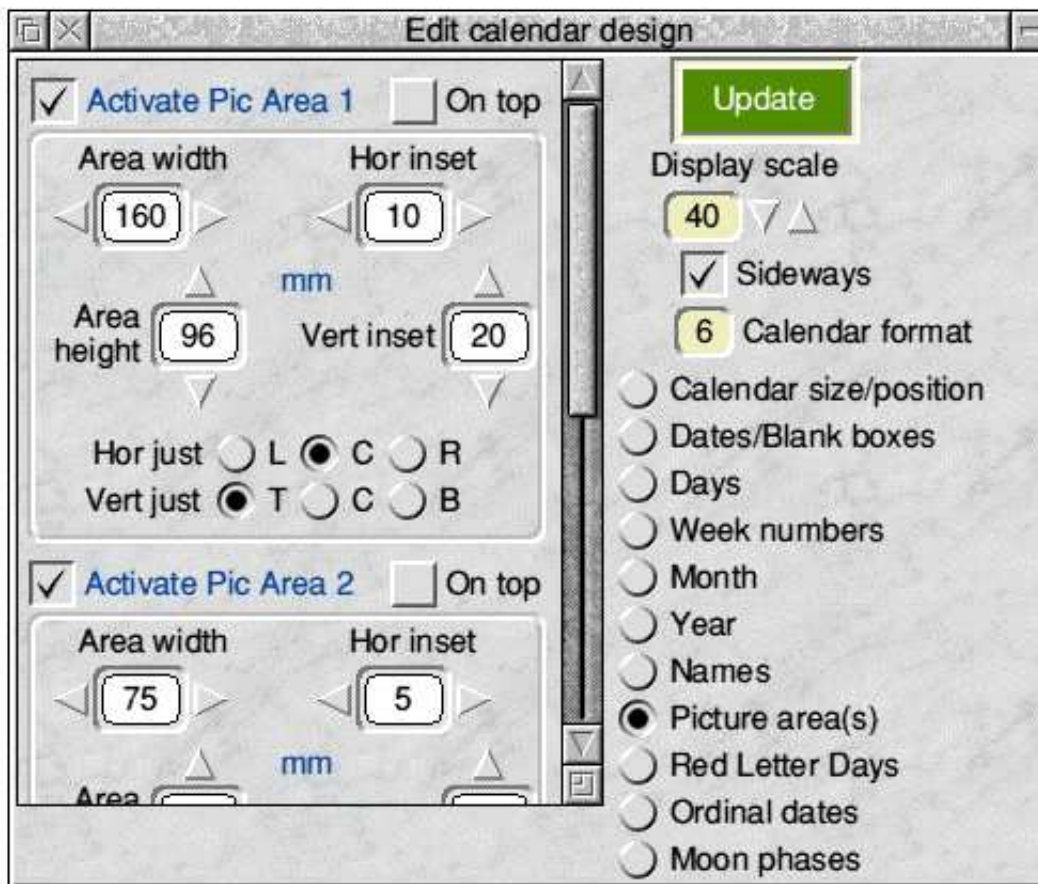 Edit calendar design
Activate Pic Area 1 On top
Area width Hor inset
160 10
mm
Area height 96 Vert inset 20
Hor just L C R
Vert just T C B
Activate Pic Area 2 On top
Area width Hor inset
75 5
mm
Area
Update
Display scale
40
Sideways
6 Calendar format
Calendar size/position
Dates/Blank boxes
Days
Week numbers
Month
Year
Names
Picture area(s)
Red Letter Days
Ordinal dates
Moon phases